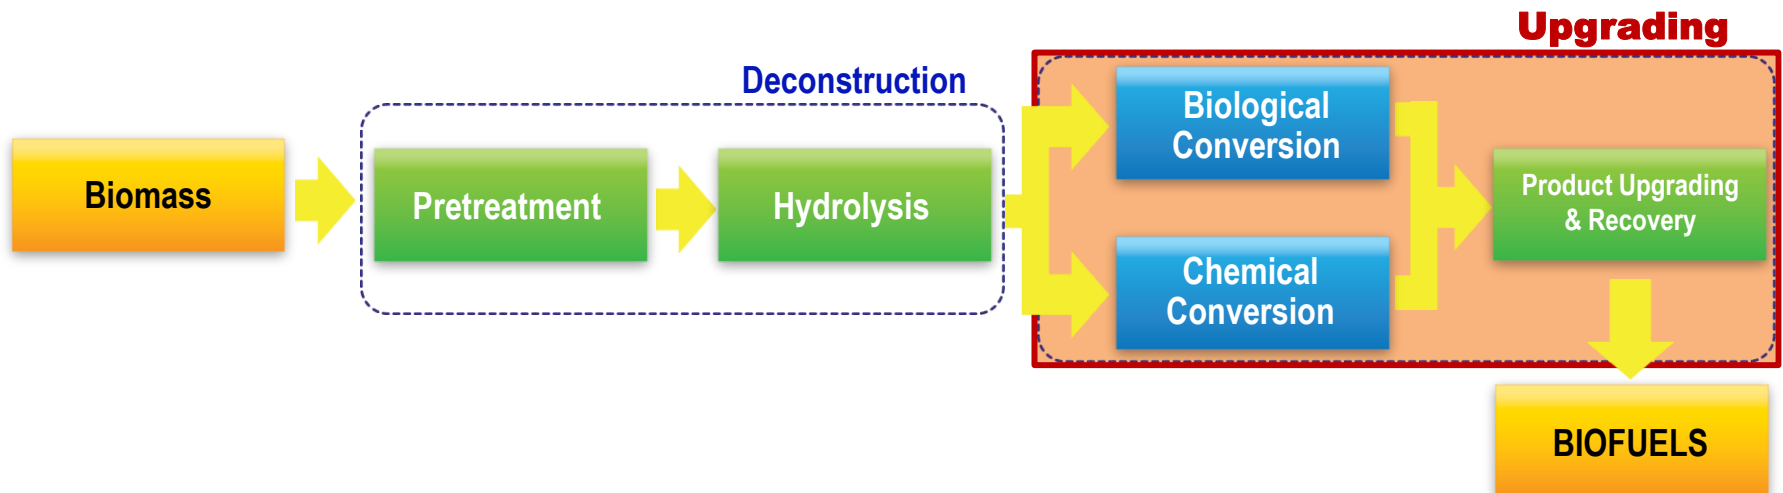 Upgrading
Deconstruction
Biomass
Pretreatment
Hydrolysis
Biological
Conversion
Chemical
Conversion
Product Upgrading
& Recovery
BIOFUELS